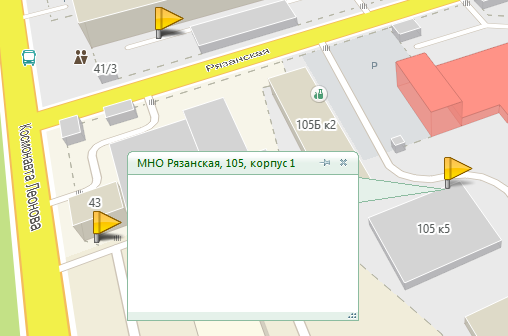 41/3
Рязанская
P
105Б к2
Космонавта Леонова
МНО Рязанская, 105, корпус 1
43
105 к5